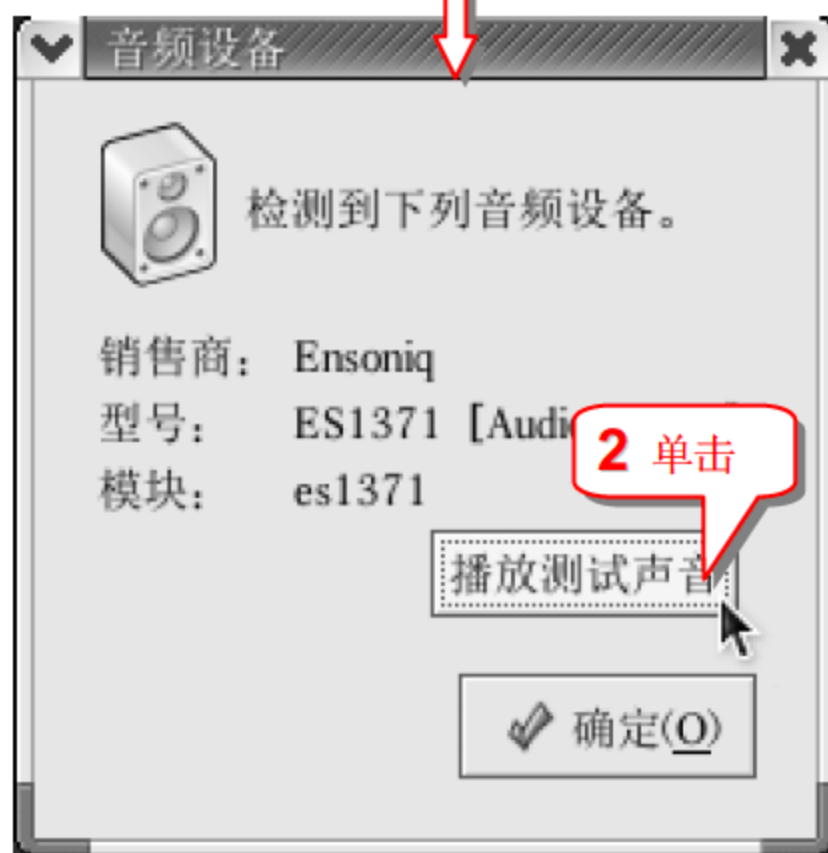 音频设备
检测到下列音频设备。
销售商： Ensoniq
型号： ES1371 [Audi
2 单击
模块： es1371
播放测试声音
确定(O)